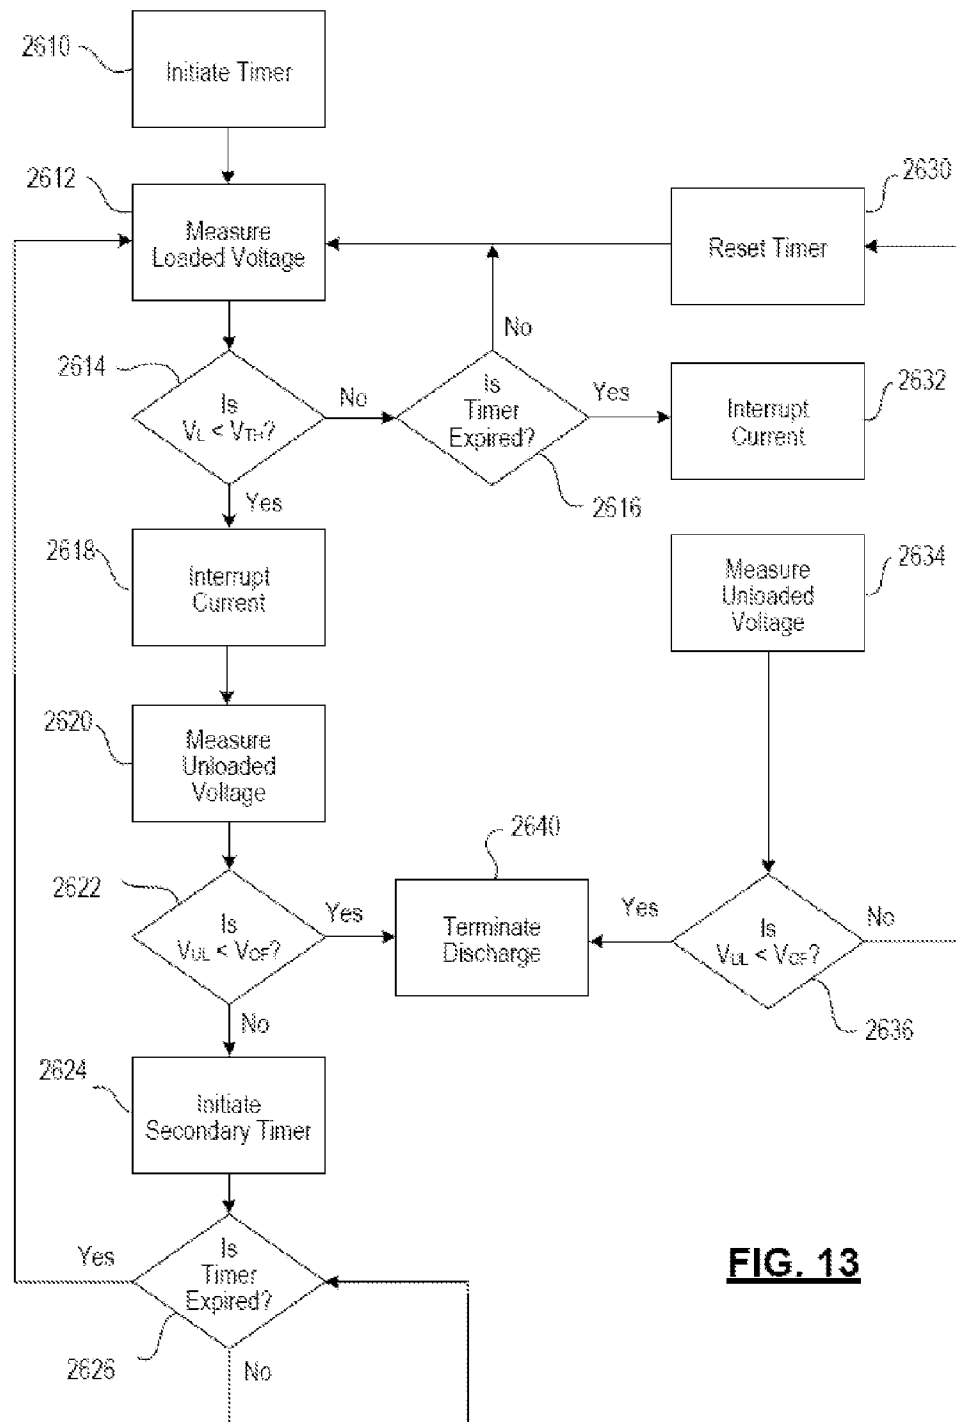 2610
Initiate Timer
2612
Measure
Loaded Voltage
2630
Reset Timer
No
2614
Is
VL < VTH?
No
Is
Timer
Expired?
Yes
2616
Interrupt
Current
2632
Yes
2618
Interrupt
Current
Measure
Unloaded
Voltage
2634
2620
Measure
Unloaded
Voltage
2640
Terminate
Discharge
2622
Is
VUL < VCF?
Yes
Yes
Is
VUL < VCF?
No
2636
No
2624
Initiate
Secondary Timer
Yes
Is
Timer
Expired?
2626
No
FIG. 13